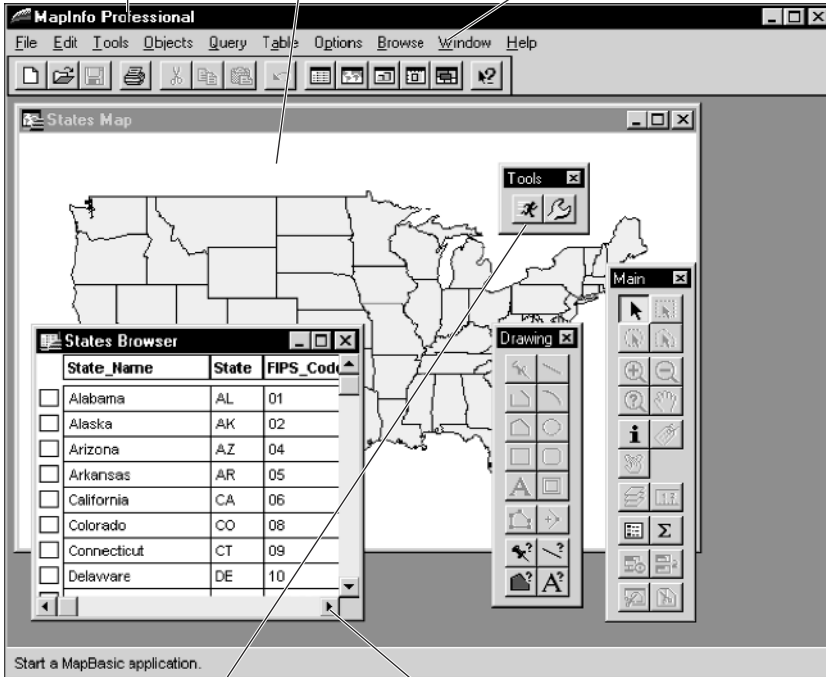 MapInfo Professional
File Edit Tools Objects Query Table Options Browse Window Help
States Map
Tools
Main
Drawing
States Browser
State_Name State FIPS_Code
Alabama AL 01
Alaska AK 02
Arizona AZ 04
Arkansas AR 05
California CA 06
Colorado CO 08
Connecticut CT 09
Delaware DE 10
Start a MapBasic application.